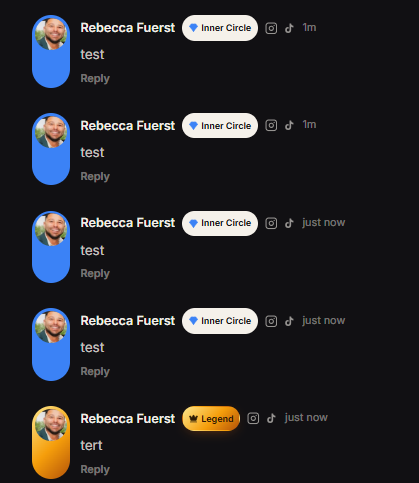 Rebecca Fuerst Inner Circle 1m
test
Reply
Rebecca Fuerst Inner Circle 1m
test
Reply
Rebecca Fuerst Inner Circle just now
test
Reply
Rebecca Fuerst Inner Circle just now
test
Reply
Rebecca Fuerst Legend just now
tert
Reply